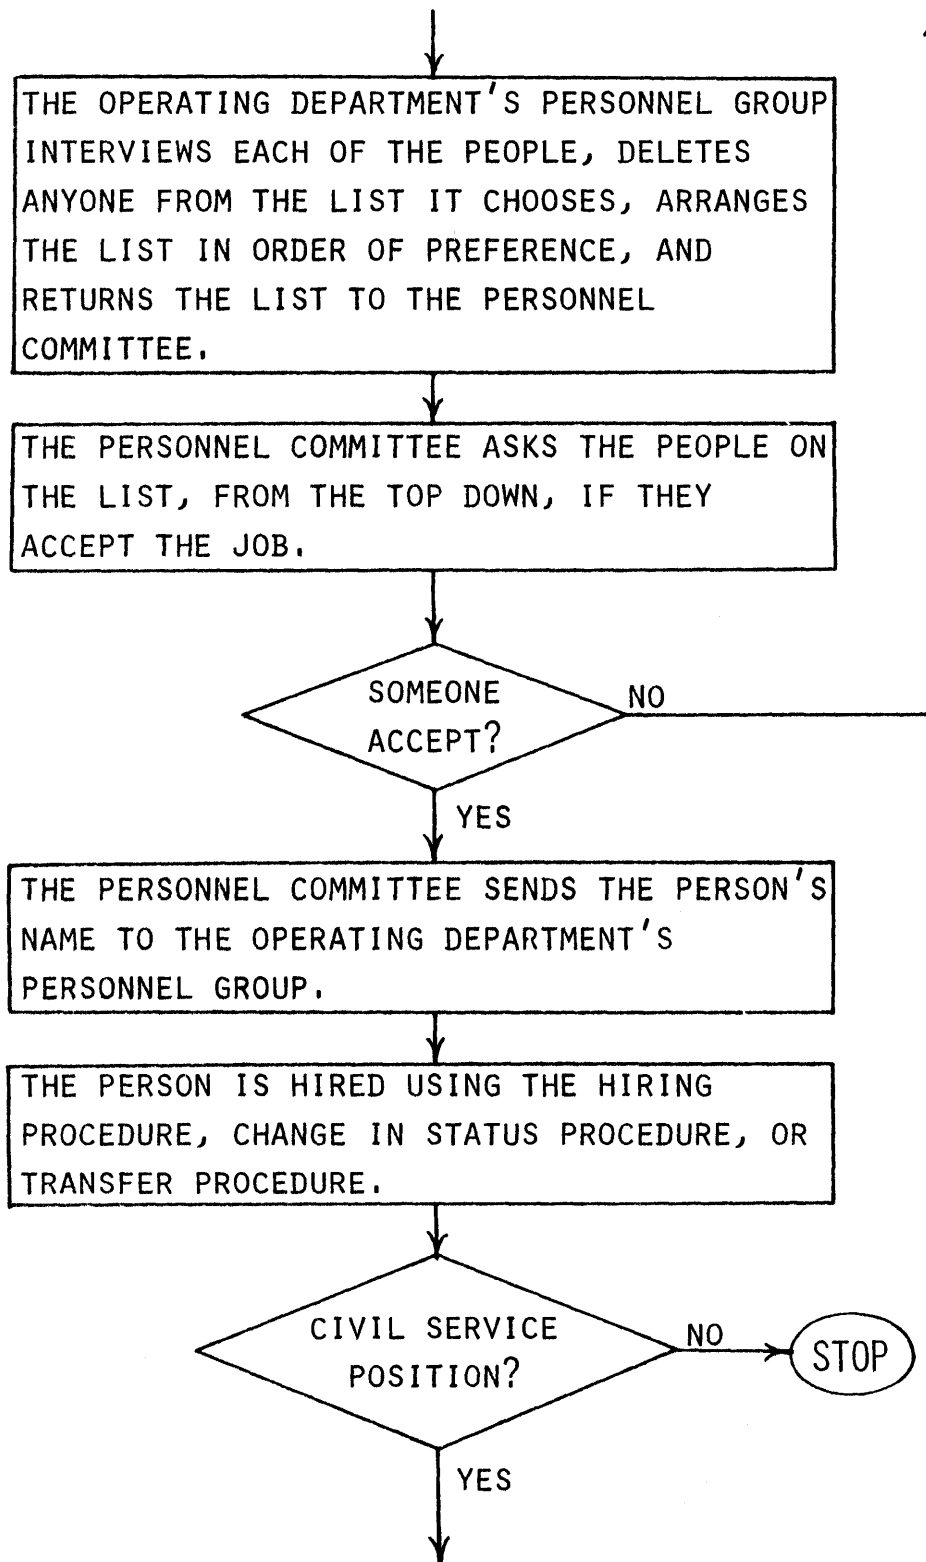 THE OPERATING DEPARTMENT'S PERSONNEL GROUP
INTERVIEWS EACH OF THE PEOPLE, DELETES
ANYONE FROM THE LIST IT CHOOSES, ARRANGES
THE LIST IN ORDER OF PREFERENCE, AND
RETURNS THE LIST TO THE PERSONNEL
COMMITTEE.
THE PERSONNEL COMMITTEE ASKS THE PEOPLE ON
THE LIST, FROM THE TOP DOWN, IF THEY
ACCEPT THE JOB.
SOMEONE
ACCEPT?
NO
YES
THE PERSONNEL COMMITTEE SENDS THE PERSON'S
NAME TO THE OPERATING DEPARTMENT'S
PERSONNEL GROUP.
THE PERSON IS HIRED USING THE HIRING
PROCEDURE, CHANGE IN STATUS PROCEDURE, OR
TRANSFER PROCEDURE.
CIVIL SERVICE
POSITION?
NO
STOP
YES